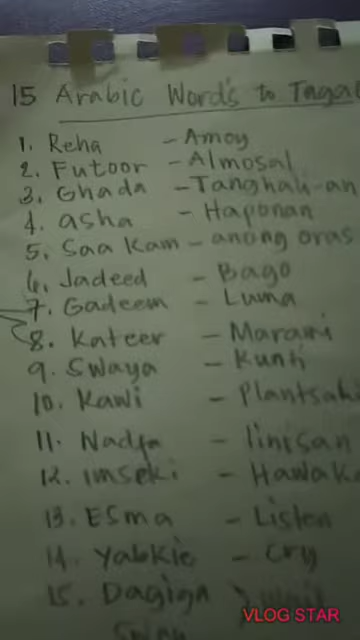 15 Arabic Words to Tagal
1. Reha - Amoy
2. Futoor - Almosal
3. Ghada - Tanghali-an
4. asha - Haponan
5. Saa Kam - anong oras
6. Jadeed - Bago
7. Gadeem - Luma
8. Kateer - Marami
9. Swaya - Kunti
10. Kawi - Plantsah
11. Nadfa - linisan
12. imseki - Hawak
13. Esma - Listen
14. Yabkie - Cry
15. Dagiga
VLOG STAR